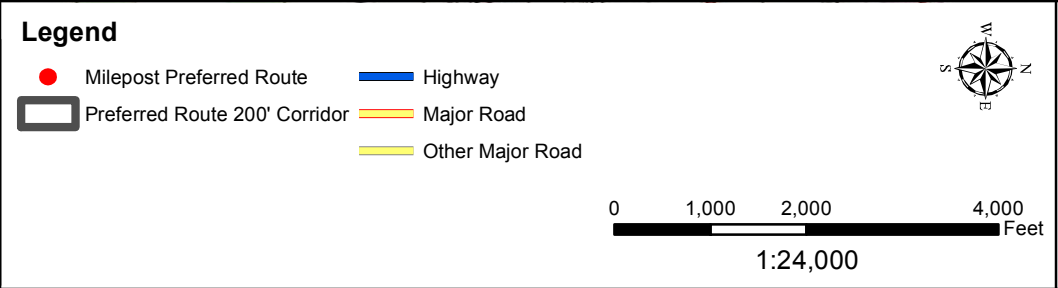 Legend
Milepost Preferred Route
Preferred Route 200' Corridor
Highway
Major Road
Other Major Road
W
S N
E
0 1,000 2,000 4,000
Feet
1:24,000